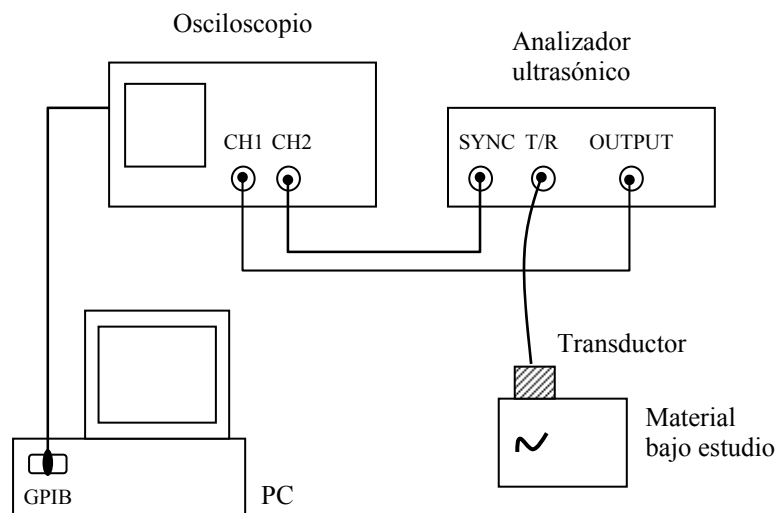 Osciloscopio
Analizador
ultrasónico
CH1 CH2
SYNC T/R OUTPUT
Transductor
Material
bajo estudio
GPIB
PC